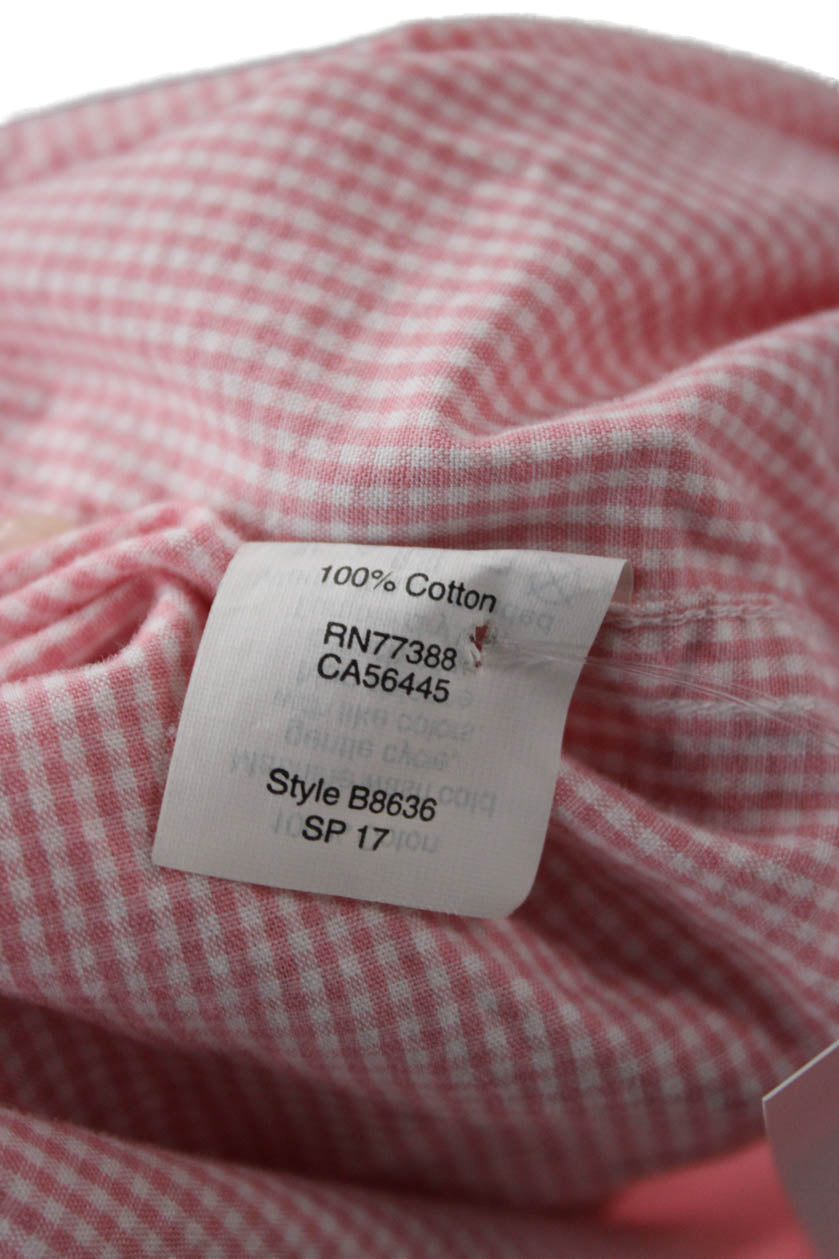 100% Cotton
RN77388
CA56445
Style B8636
SP 17